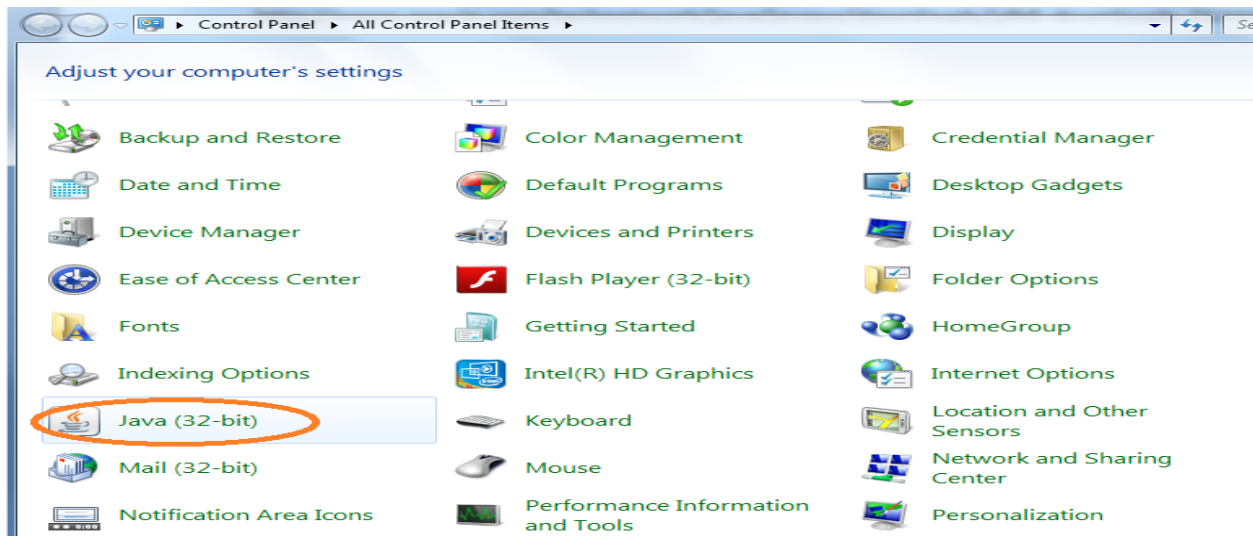 Control Panel ▸ All Control Panel Items ▸
Se
Adjust your computer's settings
Backup and Restore
Color Management
Credential Manager
Date and Time
Default Programs
Desktop Gadgets
Device Manager
Devices and Printers
Display
Ease of Access Center
Flash Player (32-bit)
Folder Options
Fonts
Getting Started
HomeGroup
Indexing Options
Intel(R) HD Graphics
Internet Options
Java (32-bit)
Keyboard
Location and Other
Sensors
Mail (32-bit)
Mouse
Network and Sharing
Center
Notification Area Icons
Performance Information
and Tools
Personalization